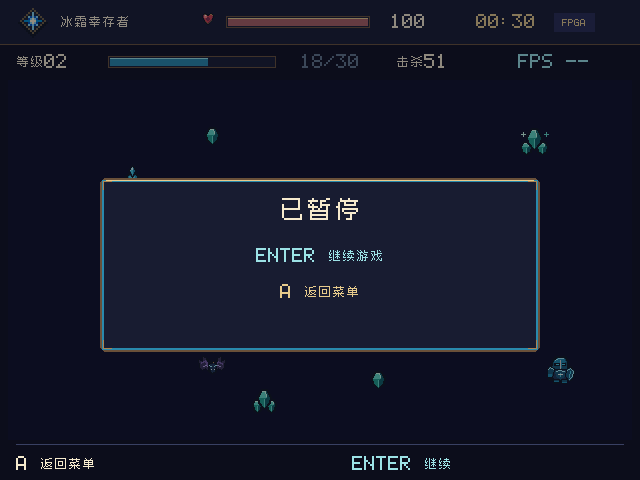 冰霜幸存者 100 00:30 FPGA
等级02 18/30 击杀51 FPS --
已暂停
ENTER 继续游戏
A 返回菜单
A 返回菜单 ENTER 继续